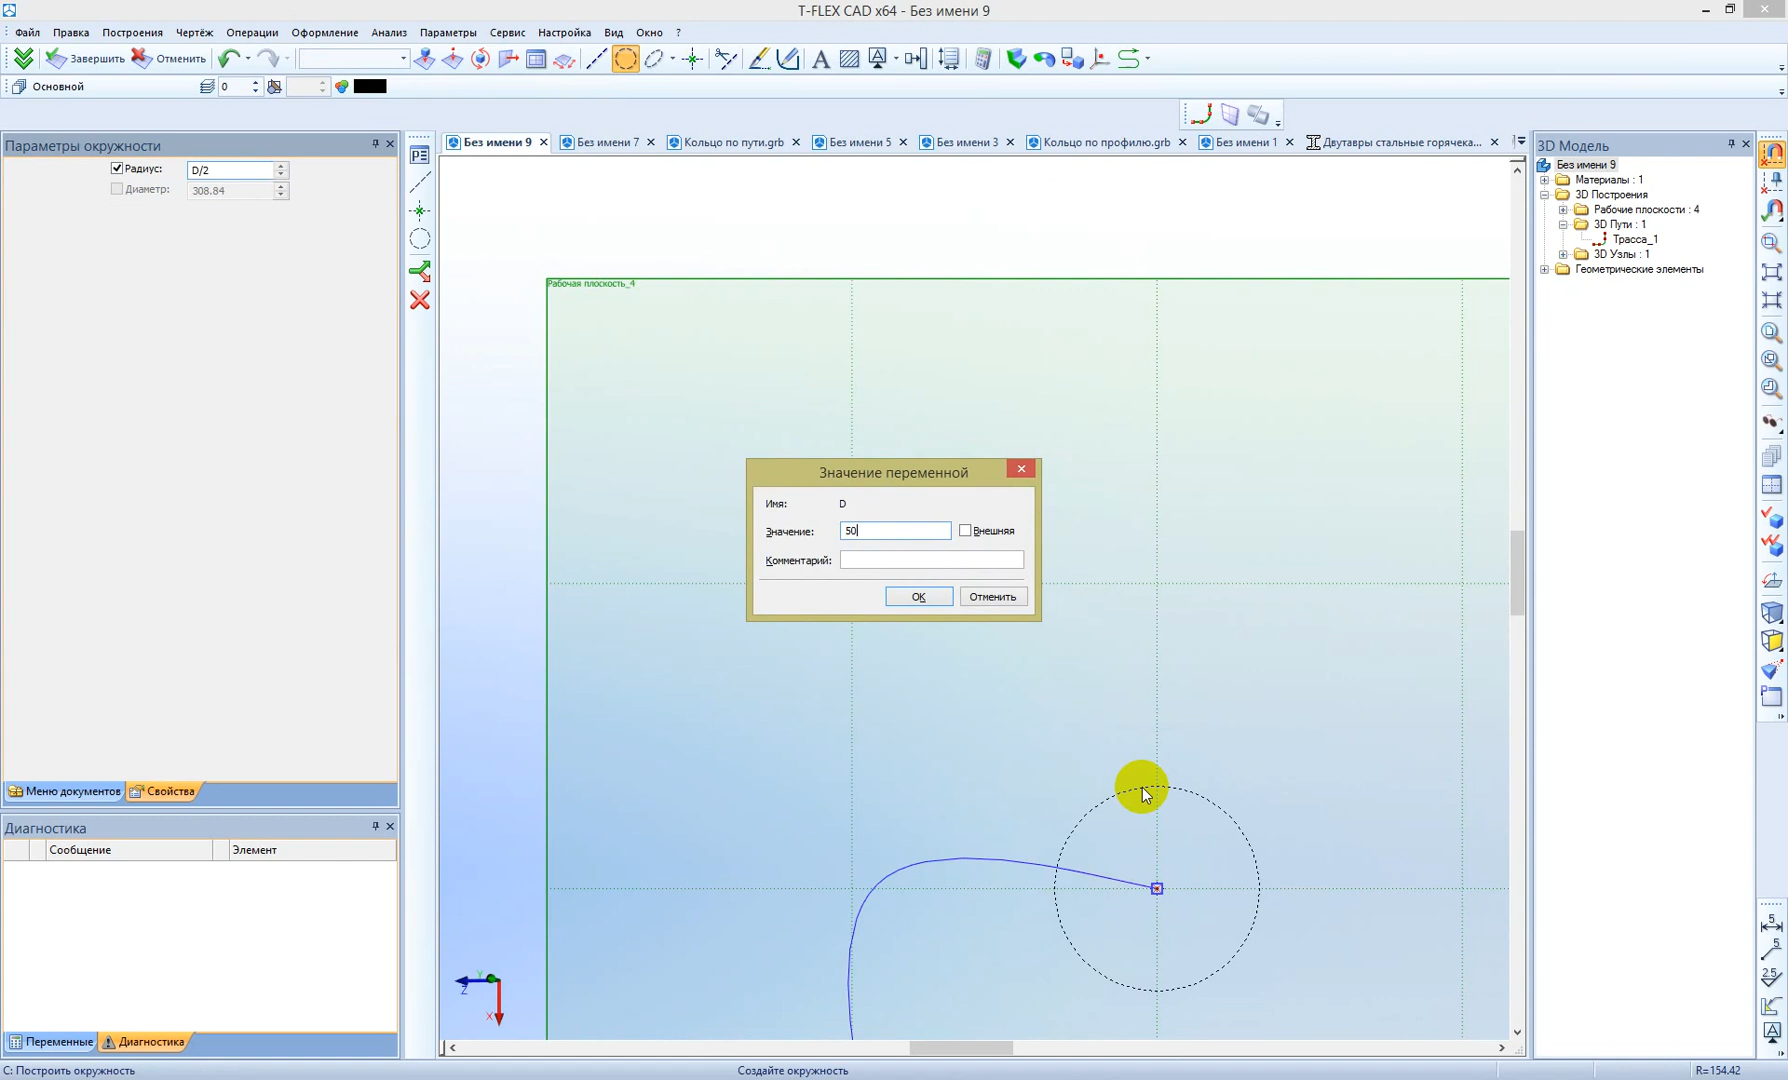 T-FLEX CAD x64 - Без имени 9
Файл Правка Построения Чертёж Операции Оформление Анализ Параметры Сервис Настройка Вид Окно ?
Завершить Отменить
Основной 0
Параметры окружности
Радиус: D/2
Диаметр: 308.84
Без имени 9 Без имени 7 Кольцо по пути.grb Без имени 5 Без имени 3 Кольцо по профилю.grb Без имени 1 Двутавры стальные горячека...
3D Модель
Без имени 9
Материалы : 1
3D Построения
Рабочие плоскости : 4
3D Пути : 1
Трасса_1
3D Узлы : 1
Геометрические элементы
Рабочая плоскость_4
Значение переменной
Имя: D
Значение: 50 Внешняя
Комментарий:
OK Отменить
Меню документов Свойства
Диагностика
Сообщение Элемент
Y
Z
X
5
5
2.5
Переменные Диагностика
C: Построить окружность Создайте окружность R=154.42